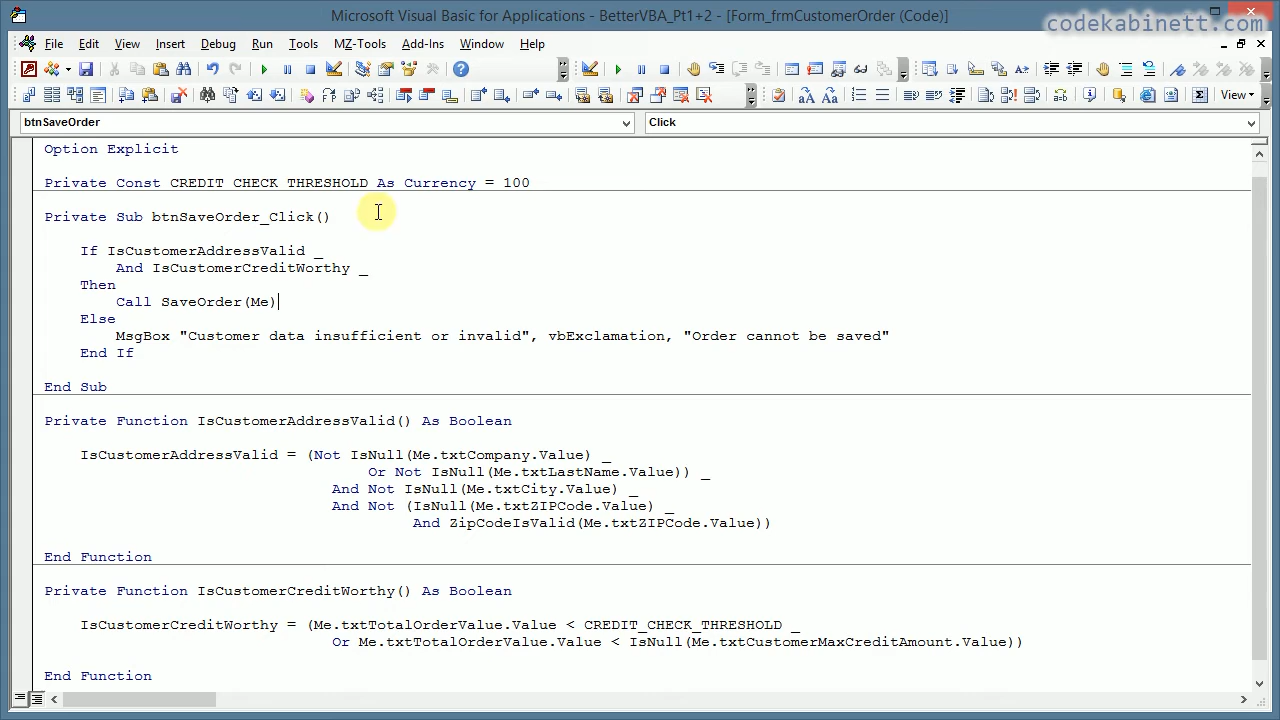 Microsoft Visual Basic for Applications - BetterVBA_Pt1+2 - [Form_frmCustomerOrder (Code)]
codekabinett.com
File Edit View Insert Format Debug Run Tools MZ-Tools Add-Ins Window Help
View
btnSaveOrder Click
Option Explicit
Private Const CREDIT_CHECK_THRESHOLD As Currency = 100
Private Sub btnSaveOrder_Click()
If IsCustomerAddressValid _
And IsCustomerCreditWorthy _
Then
Call SaveOrder(Me)
Else
MsgBox "Customer data insufficient or invalid", vbExclamation, "Order cannot be saved"
End If
End Sub
Private Function IsCustomerAddressValid() As Boolean
IsCustomerAddressValid = (Not IsNull(Me.txtCompany.Value) _
Or Not IsNull(Me.txtLastName.Value)) _
And Not IsNull(Me.txtCity.Value) _
And Not (IsNull(Me.txtZIPCode.Value) _
And ZipCodeIsValid(Me.txtZIPCode.Value))
End Function
Private Function IsCustomerCreditWorthy() As Boolean
IsCustomerCreditWorthy = (Me.txtTotalOrderValue.Value < CREDIT_CHECK_THRESHOLD _
Or Me.txtTotalOrderValue.Value < IsNull(Me.txtCustomerMaxCreditAmount.Value))
End Function